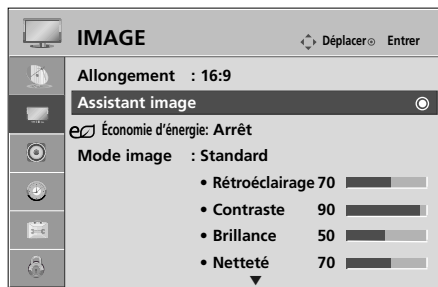 IMAGE Déplacer Entrer
Allongement : 16:9
Assistant image
Économie d'énergie: Arrêt
Mode image : Standard
• Rétroéclairage 70
• Contraste 90
• Brillance 50
• Netteté 70